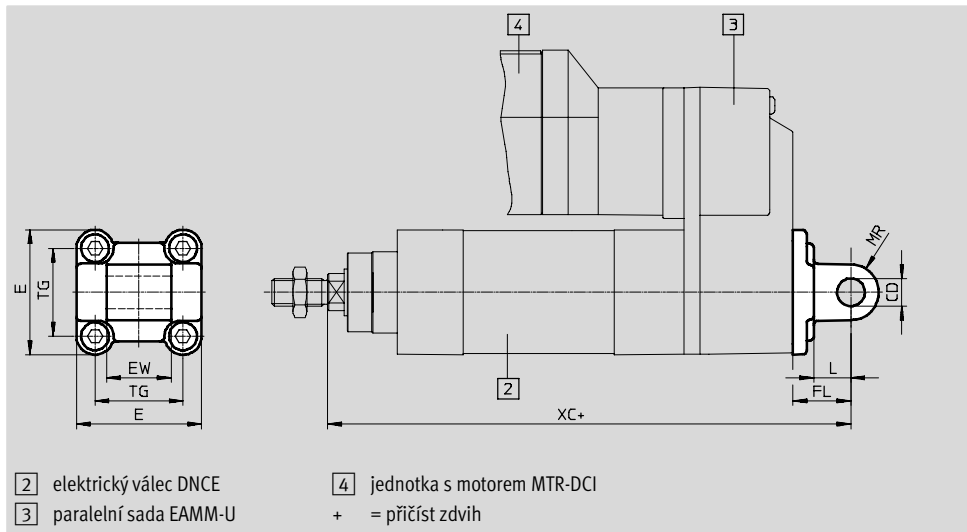 4
3
E
TG
EW
TG
E
MR
CD
L
FL
2
XC+
2 elektrický válec DNCE
3 paralelní sada EAMM-U
4 jednotka s motorem MTR-DCI
+ = přičíst zdvih